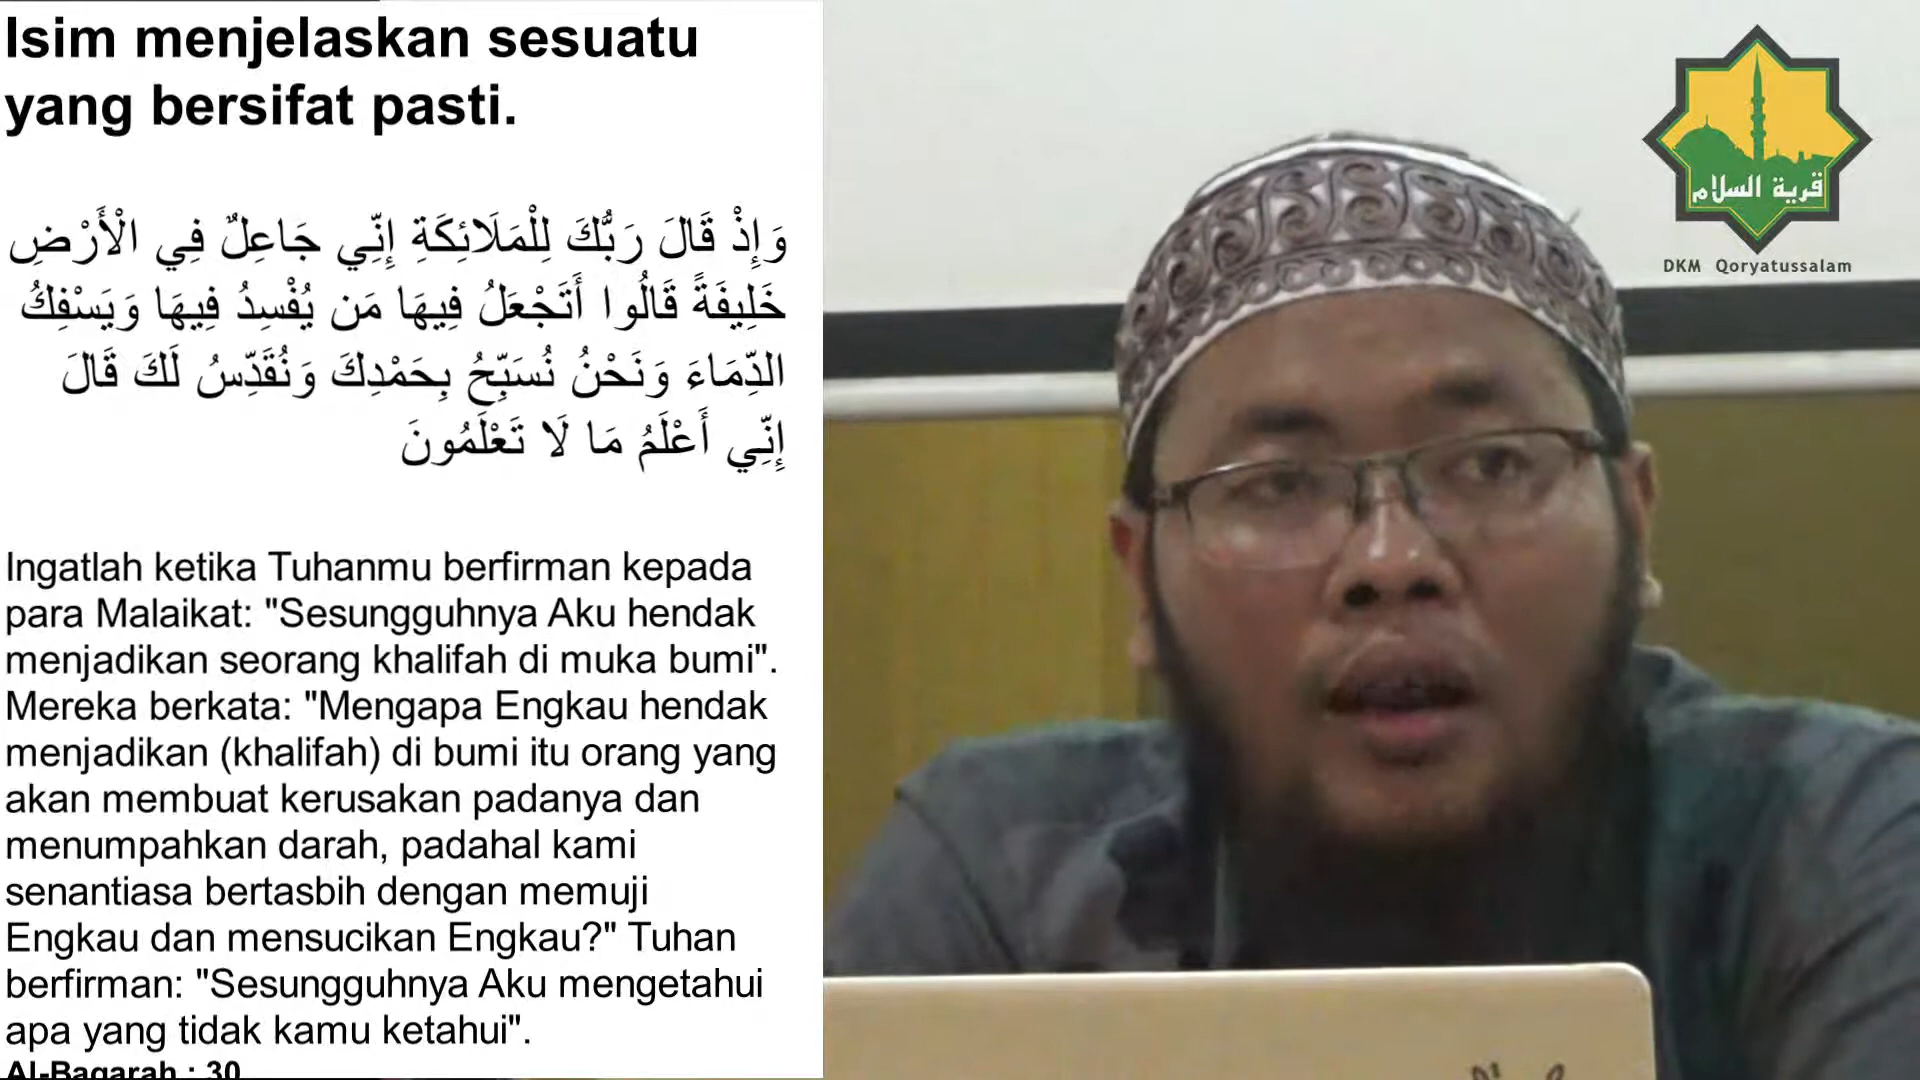 Isim menjelaskan sesuatu
yang bersifat pasti.
وَإِذْ قَالَ رَبُّكَ لِلْمَلَائِكَةِ إِنِّي جَاعِلٌ فِي الْأَرْضِ
خَلِيفَةً قَالُوا أَتَجْعَلُ فِيهَا مَن يُفْسِدُ فِيهَا وَيَسْفِكُ
الدِّمَاءَ وَنَحْنُ نُسَبِّحُ بِحَمْدِكَ وَنُقَدِّسُ لَكَ قَالَ
إِنِّي أَعْلَمُ مَا لَا تَعْلَمُونَ
Ingatlah ketika Tuhanmu berfirman kepada
para Malaikat: "Sesungguhnya Aku hendak
menjadikan seorang khalifah di muka bumi".
Mereka berkata: "Mengapa Engkau hendak
menjadikan (khalifah) di bumi itu orang yang
akan membuat kerusakan padanya dan
menumpahkan darah, padahal kami
senantiasa bertasbih dengan memuji
Engkau dan mensucikan Engkau?" Tuhan
berfirman: "Sesungguhnya Aku mengetahui
apa yang tidak kamu ketahui".
Al-Baqarah : 30
قرية السلام
DKM Qoryatussalam